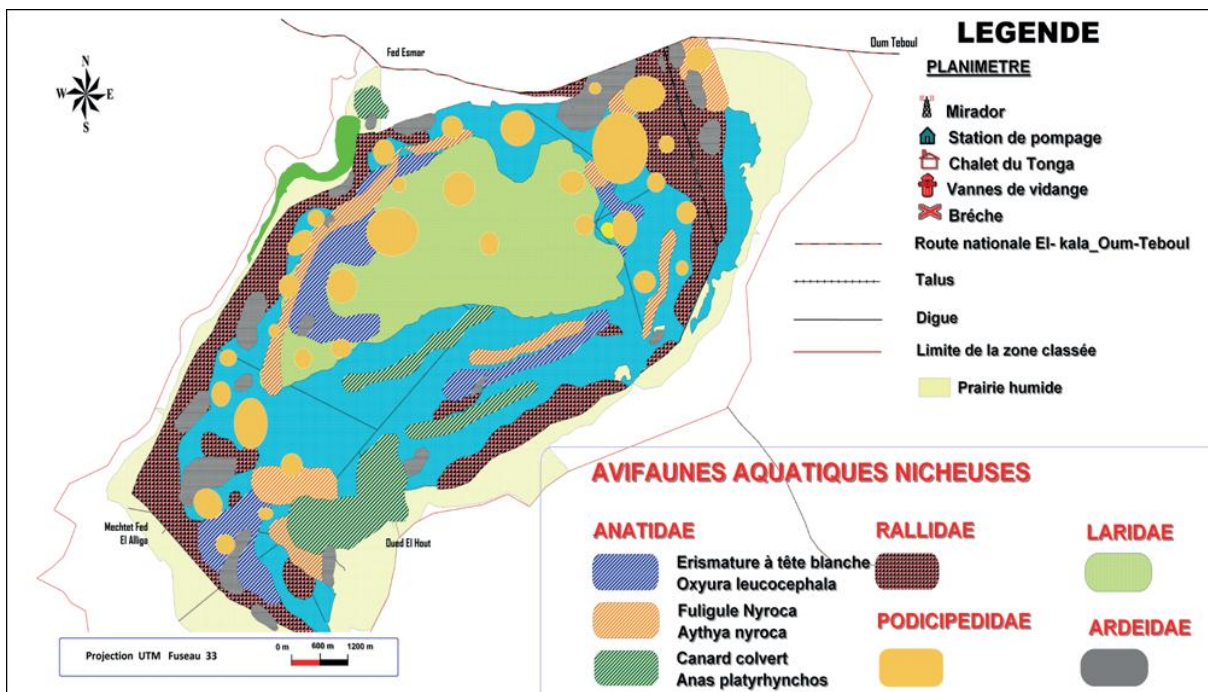 Fed Esmar
Oum Teboul
N
W E
S
LEGENDE
PLANIMETRE
Mirador
Station de pompage
Chalet du Tonga
Vannes de vidange
Bréche
Route nationale El- kala_Oum-Teboul
Talus
Digue
Limite de la zone classée
Prairie humide
Mechtet Fed
El Alliga
Oued El Hout
Projection UTM Fuseau 33
0 m 600 m 1200 m
AVIFAUNES AQUATIQUES NICHEUSES
ANATIDAE
Erismature à tête blanche
Oxyura leucocephala
Fuligule Nyroca
Aythya nyroca
Canard colvert
Anas platyrhynchos
RALLIDAE
LARIDAE
PODICIPEDIDAE
ARDEIDAE